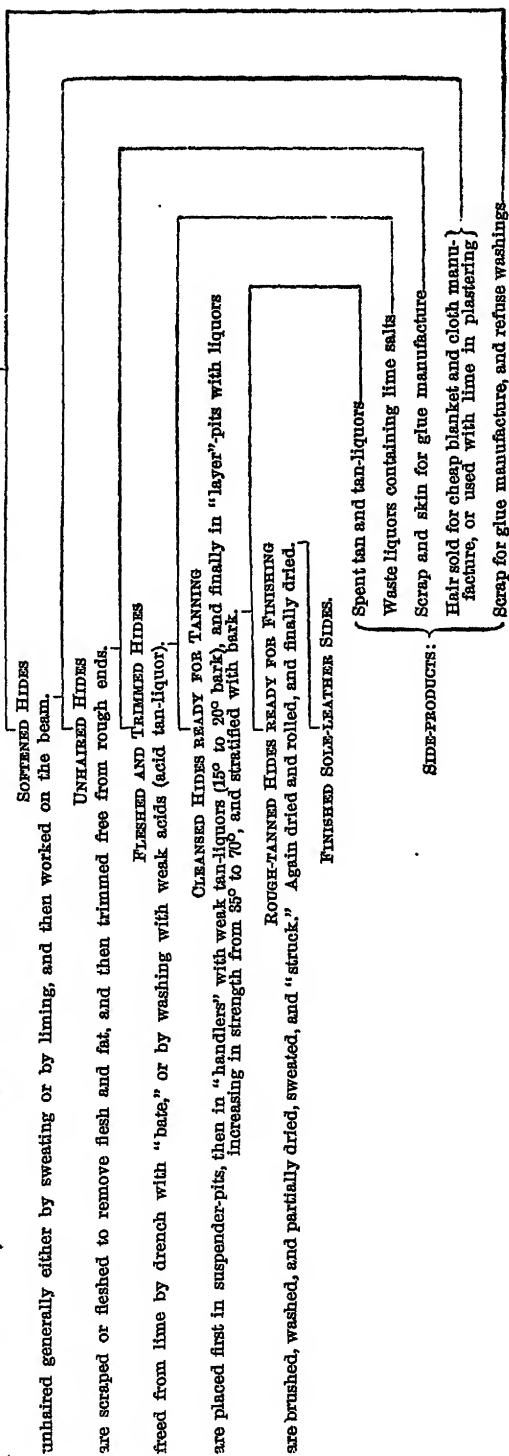 SOFTENED HIDES
unhaired generally either by sweating or by liming, and then worked on the beam.
UNHAIRED HIDES
are scraped or fleshed to remove flesh and fat, and then trimmed free from rough ends.
FLESHED AND TRIMMED HIDES
freed from lime by drench with "bate," or by washing with weak acids (acid tan-liquor).
CLEANSED HIDES READY FOR TANNING
are placed first in suspender-pits, then in "handlers" with weak tan-liquors (15° to 20° bark), and finally in "layer"-pits with liquors
increasing in strength from 35° to 70°, and stratified with bark.
ROUGH-TANNED HIDES READY FOR FINISHING
are brushed, washed, and partially dried, sweated, and "struck." Again dried and rolled, and finally dried.
FINISHED SOLE-LEATHER SIDES.
SIDE-PRODUCTS:
Spent tan and tan-liquors
Waste liquors containing lime salts
Scrap and skin for glue manufacture
Hair sold for cheap blanket and cloth manu-
facture, or used with lime in plastering
Scrap for glue manufacture, and refuse washings